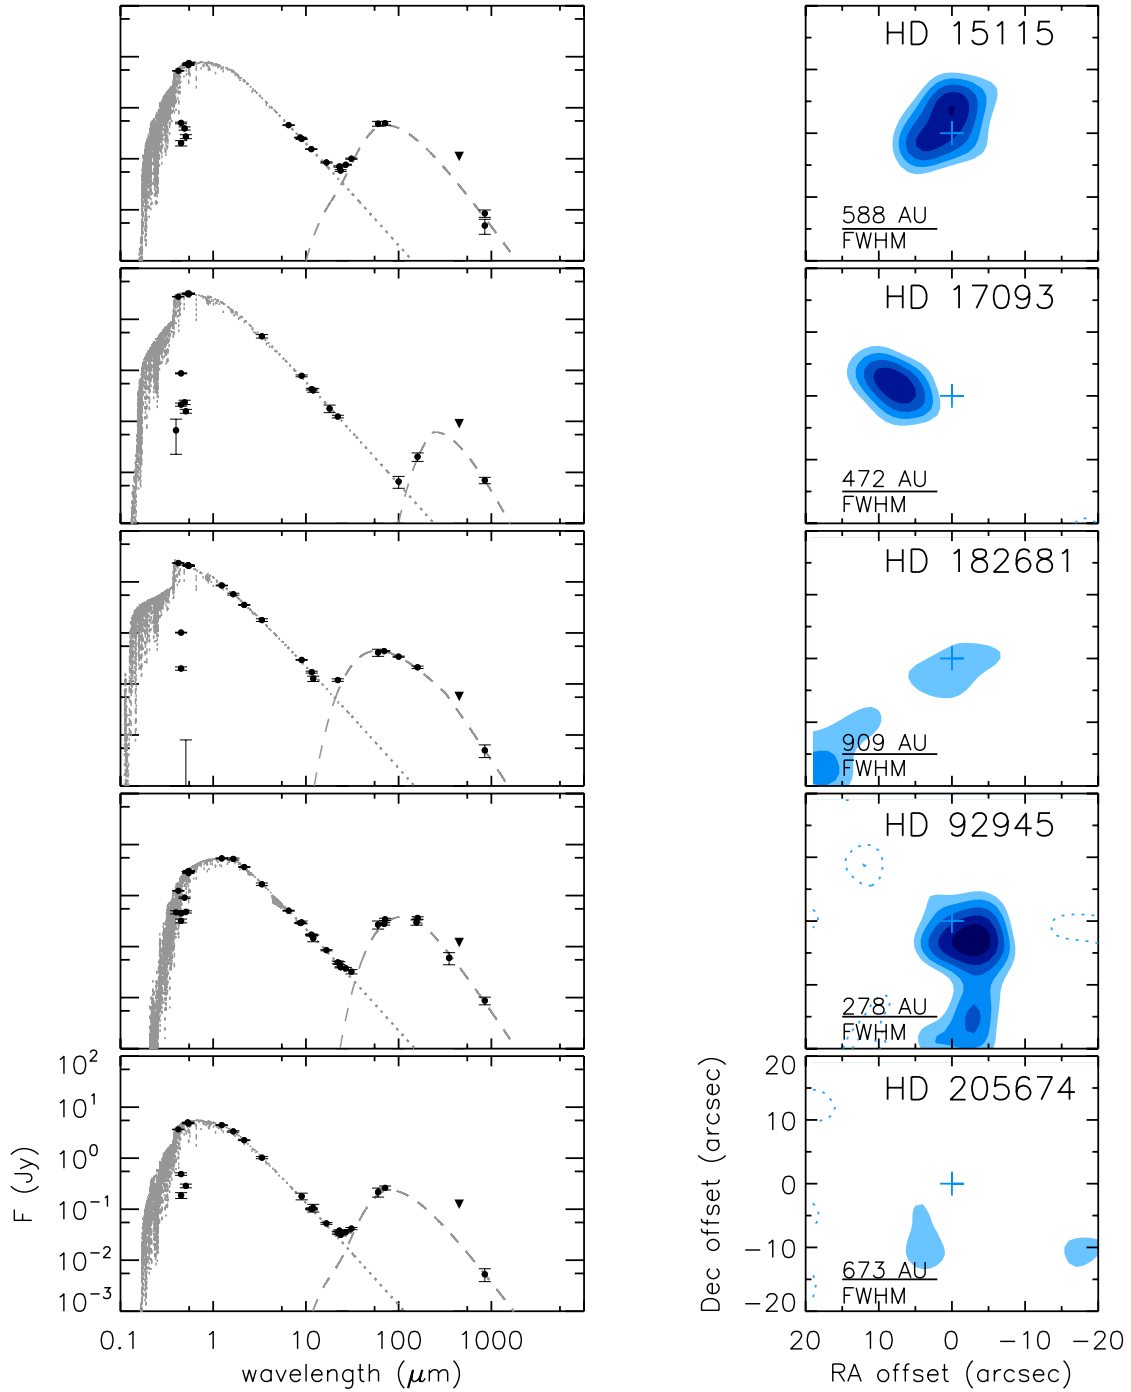 HD 15115
588 AU
FWHM
HD 17093
472 AU
FWHM
HD 182681
909 AU
FWHM
HD 92945
278 AU
FWHM
HD 205674
673 AU
FWHM
F (Jy)
10²
10¹
10⁰
10⁻¹
10⁻²
10⁻³
0.1 1 10 100 1000
wavelength (μm)
Dec offset (arcsec)
20
10
0
−10
−20
20 10 0 −10 −20
RA offset (arcsec)